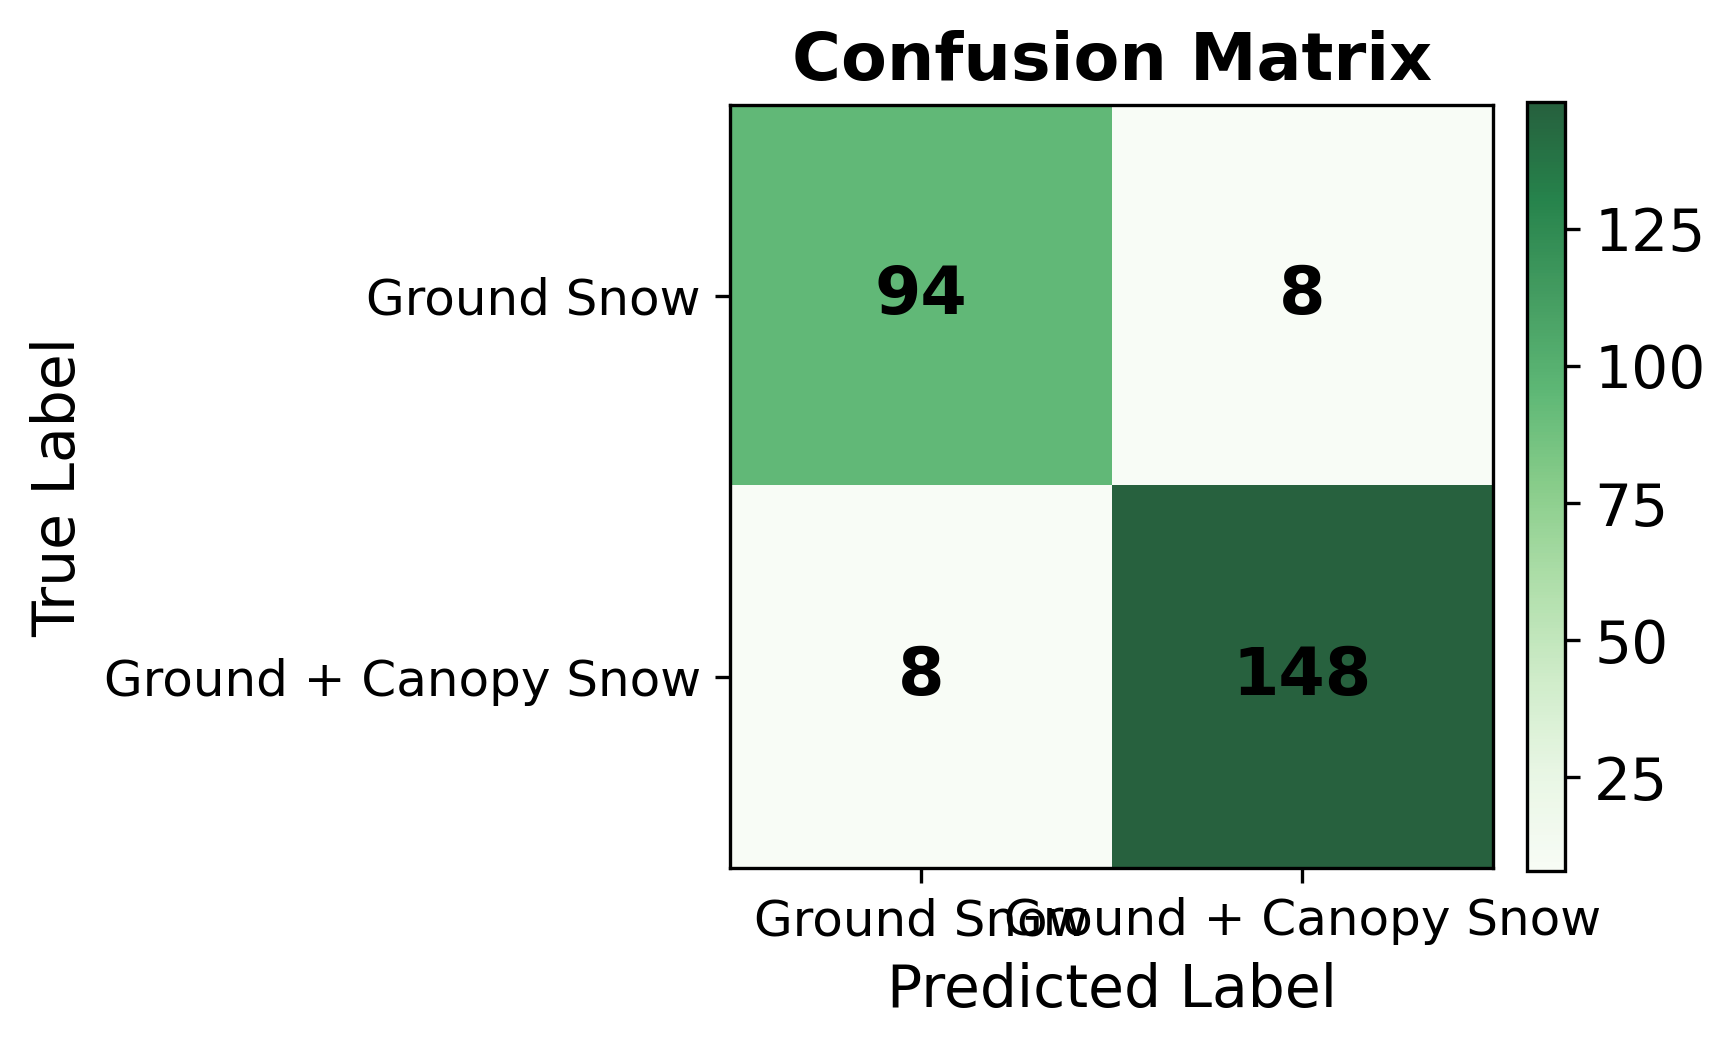 Confusion Matrix
True Label
Ground Snow
Ground + Canopy Snow
94
8
8
148
125
100
75
50
25
Ground Snow
Ground + Canopy Snow
Predicted Label